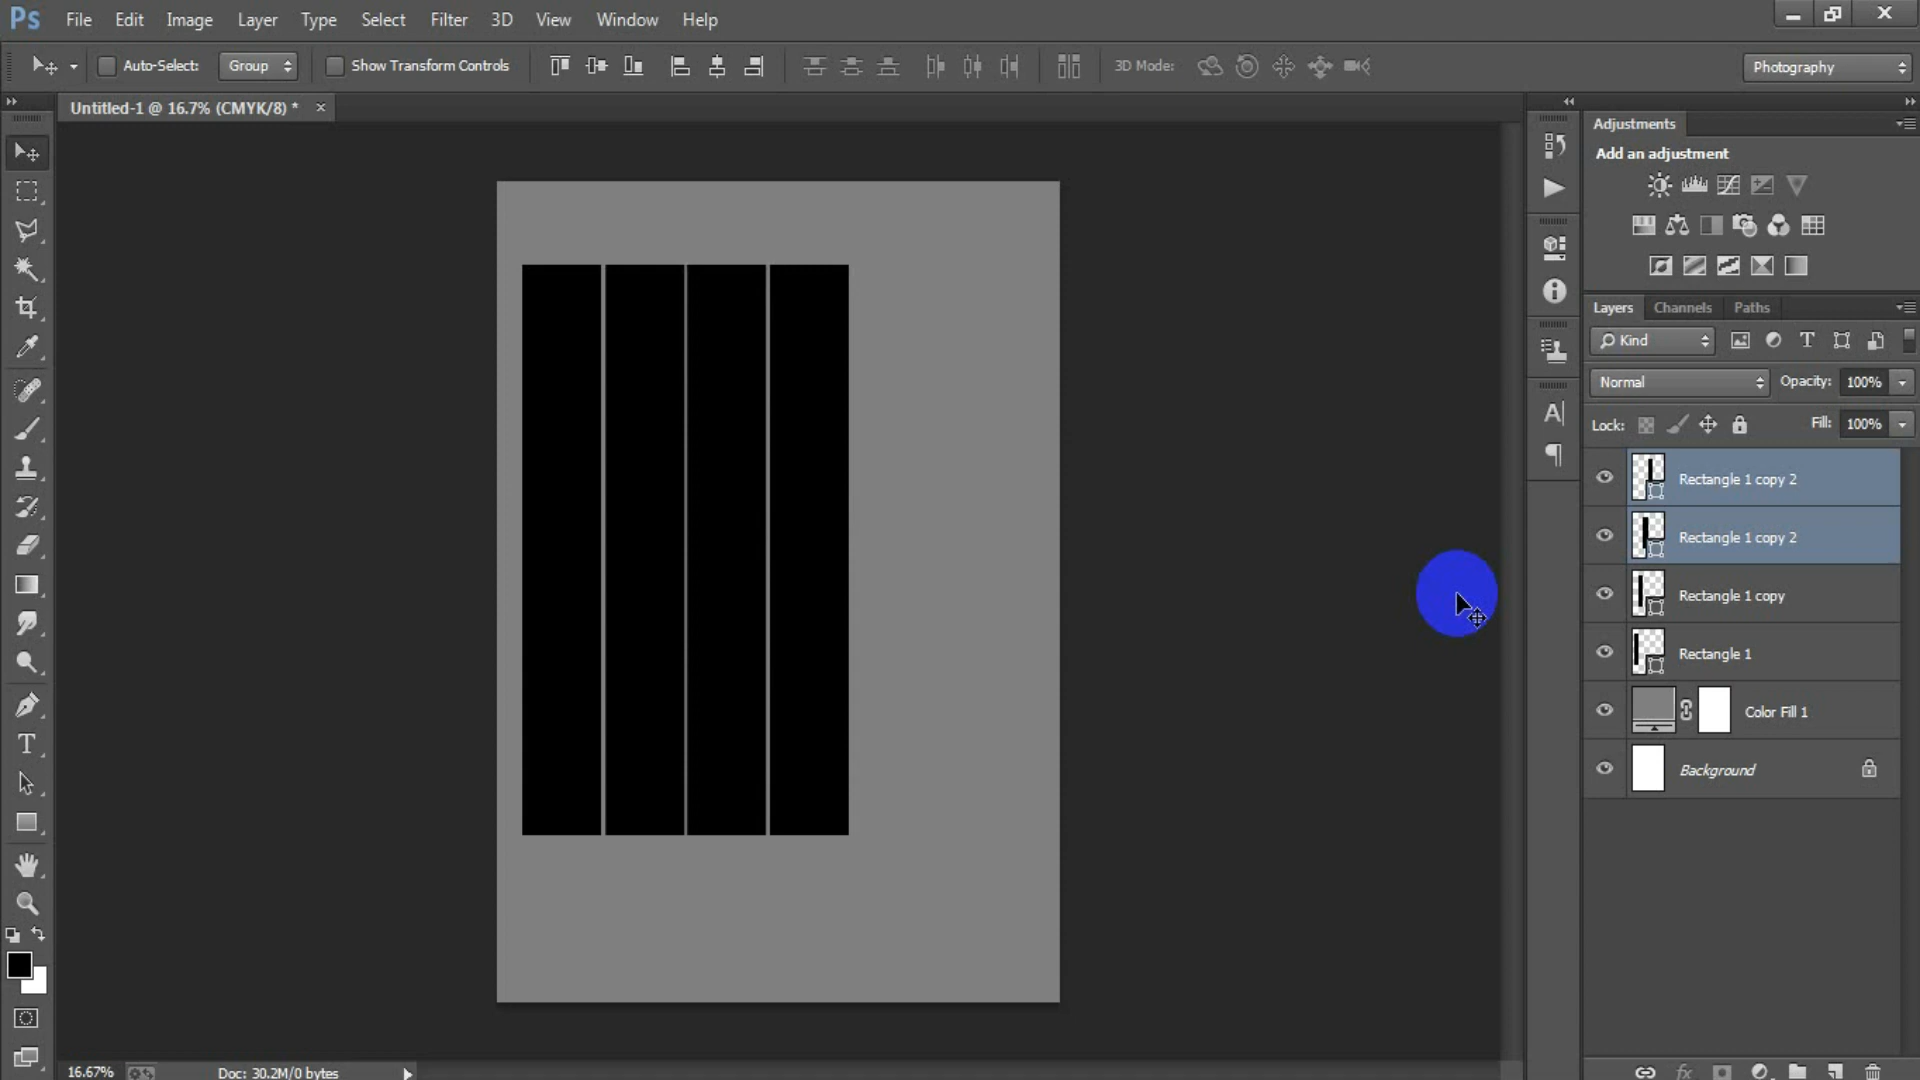 Ps File Edit Image Layer Type Select Filter 3D View Window Help
Auto-Select: Group Show Transform Controls 3D Mode: Photography
Untitled-1 @ 16.7% (CMYK/8) * ×
Adjustments
Add an adjustment
Layers Channels Paths
Kind T
Normal Opacity: 100%
Lock: Fill: 100%
A|
Rectangle 1 copy 2
Rectangle 1 copy 2
Rectangle 1 copy
Rectangle 1
Color Fill 1
Background
T
16.67% Doc: 30.2M/0 bytes
fx